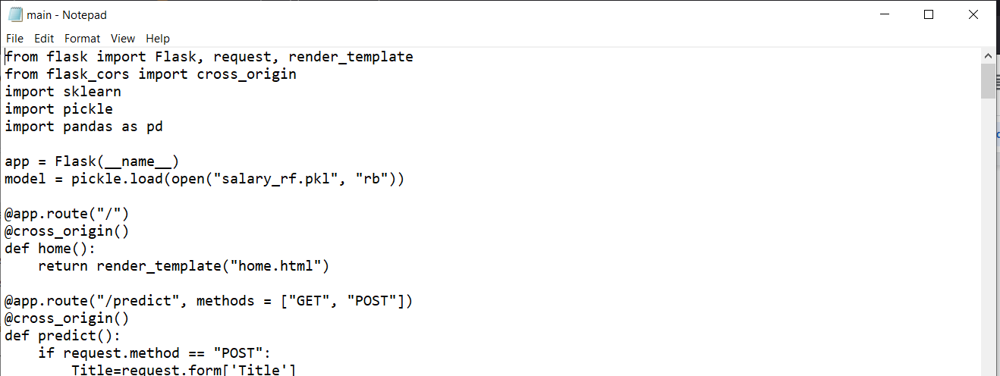 main - Notepad
File Edit Format View Help
from flask import Flask, request, render_template
from flask_cors import cross_origin
import sklearn
import pickle
import pandas as pd
app = Flask(__name__)
model = pickle.load(open("salary_rf.pkl", "rb"))
@app.route("/")
@cross_origin()
def home():
    return render_template("home.html")
@app.route("/predict", methods = ["GET", "POST"])
@cross_origin()
def predict():
    if request.method == "POST":
        Title=request.form['Title']